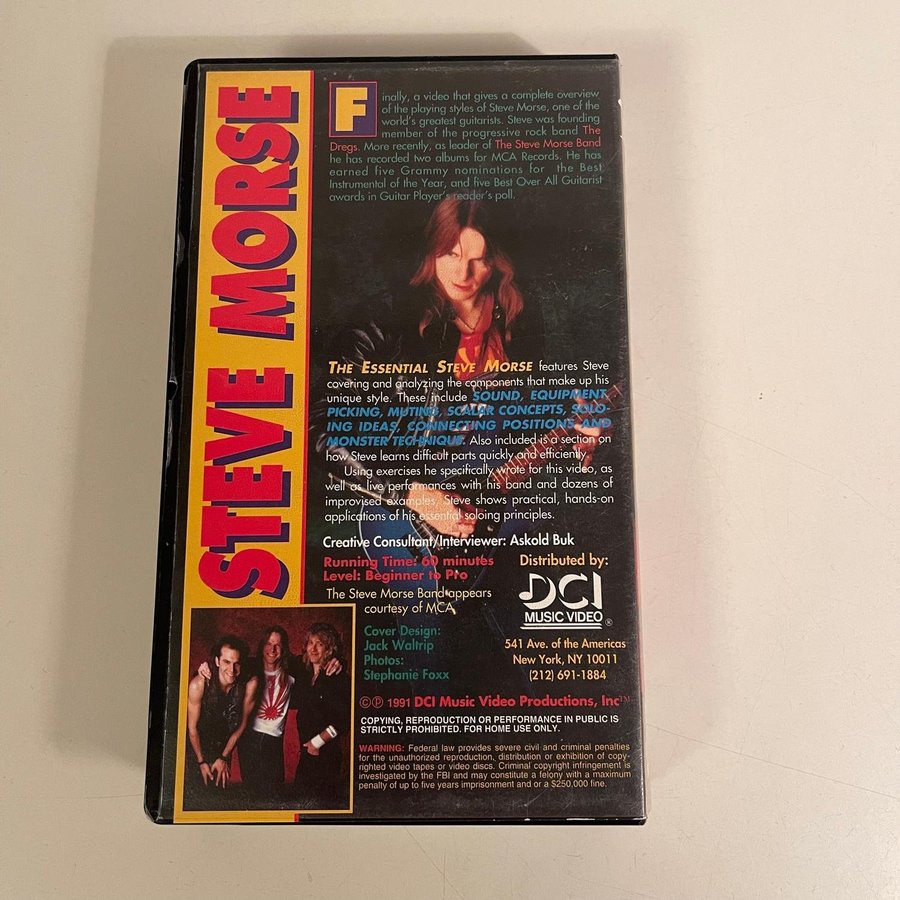 STEVE MORSE
Finally, a video that gives a complete overview
of the playing styles of Steve Morse, one of the
world's greatest guitarists. Steve was founding
member of the progressive rock band The
Dregs. More recently, as leader of The Steve Morse Band
he has recorded two albums for MCA Records. He has
earned five Grammy nominations for the Best
Instrumental of the Year, and five Best Over All Guitarist
awards in Guitar Player's reader's poll.
THE ESSENTIAL STEVE MORSE features Steve
covering and analyzing the components that make up his
unique style. These include SOUND, EQUIPMENT,
PICKING, MUTING, SCALAR CONCEPTS, SOLO-
ING IDEAS, CONNECTING POSITIONS AND
MONSTER TECHNIQUE. Also included is a section on
how Steve learns difficult parts quickly and efficiently.
Using exercises he specifically wrote for this video, as
well as live performances with his band and dozens of
improvised examples, Steve shows practical, hands-on
applications of his essential soloing principles.
Creative Consultant/Interviewer: Askold Buk
Running Time: 60 minutes
Level: Beginner to Pro
The Steve Morse Band appears
courtesy of MCA
Distributed by:
DCI
MUSIC VIDEO ®
541 Ave. of the Americas
New York, NY 10011
(212) 691-1884
Cover Design:
Jack Waltrip
Photos:
Stephanie Foxx
©℗ 1991 DCI Music Video Productions, Inc™
COPYING, REPRODUCTION OR PERFORMANCE IN PUBLIC IS
STRICTLY PROHIBITED. FOR HOME USE ONLY.
WARNING: Federal law provides severe civil and criminal penalties
for the unauthorized reproduction, distribution or exhibition of copy-
righted video tapes or video discs. Criminal copyright infringement is
investigated by the FBI and may constitute a felony with a maximum
penalty of up to five years imprisonment and or a $250,000 fine.